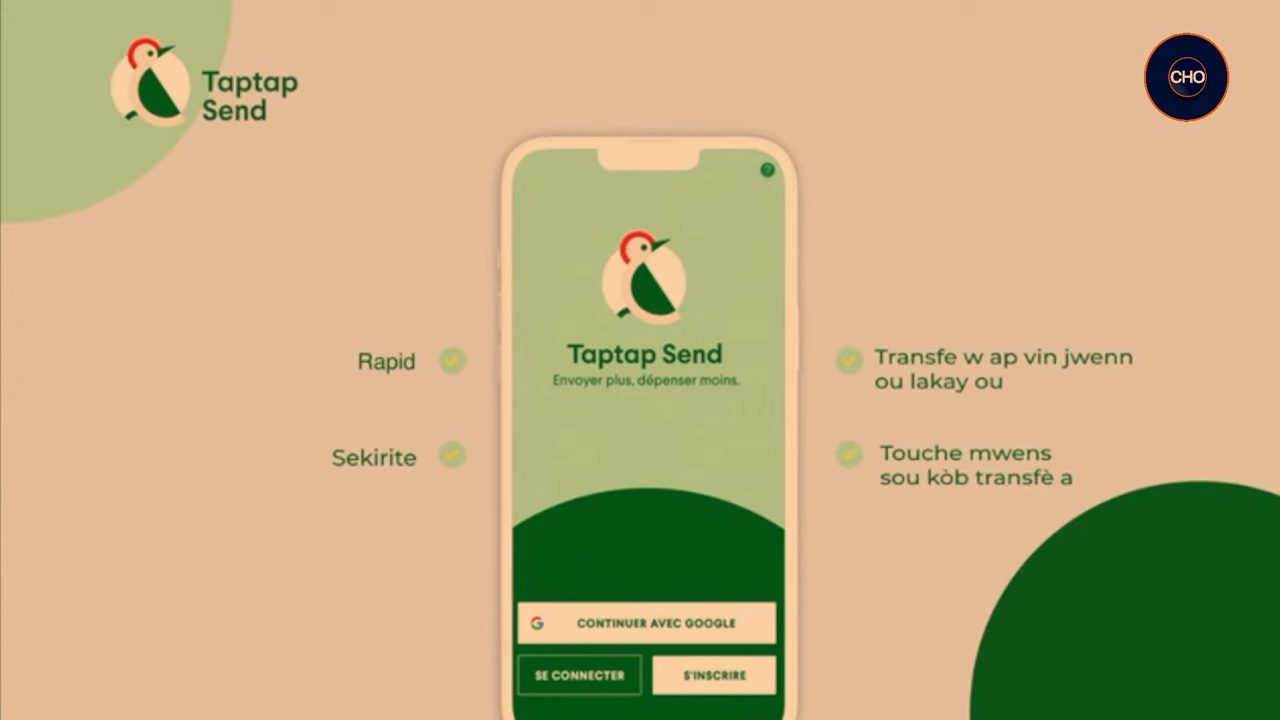 Taptap
Send
CHO
?
Taptap Send
Envoyer plus, dépenser moins.
Rapid
Sekirite
Transfe w ap vin jwenn
ou lakay ou
Touche mwens
sou kòb transfè a
CONTINUER AVEC GOOGLE
SE CONNECTER
S'INSCRIRE